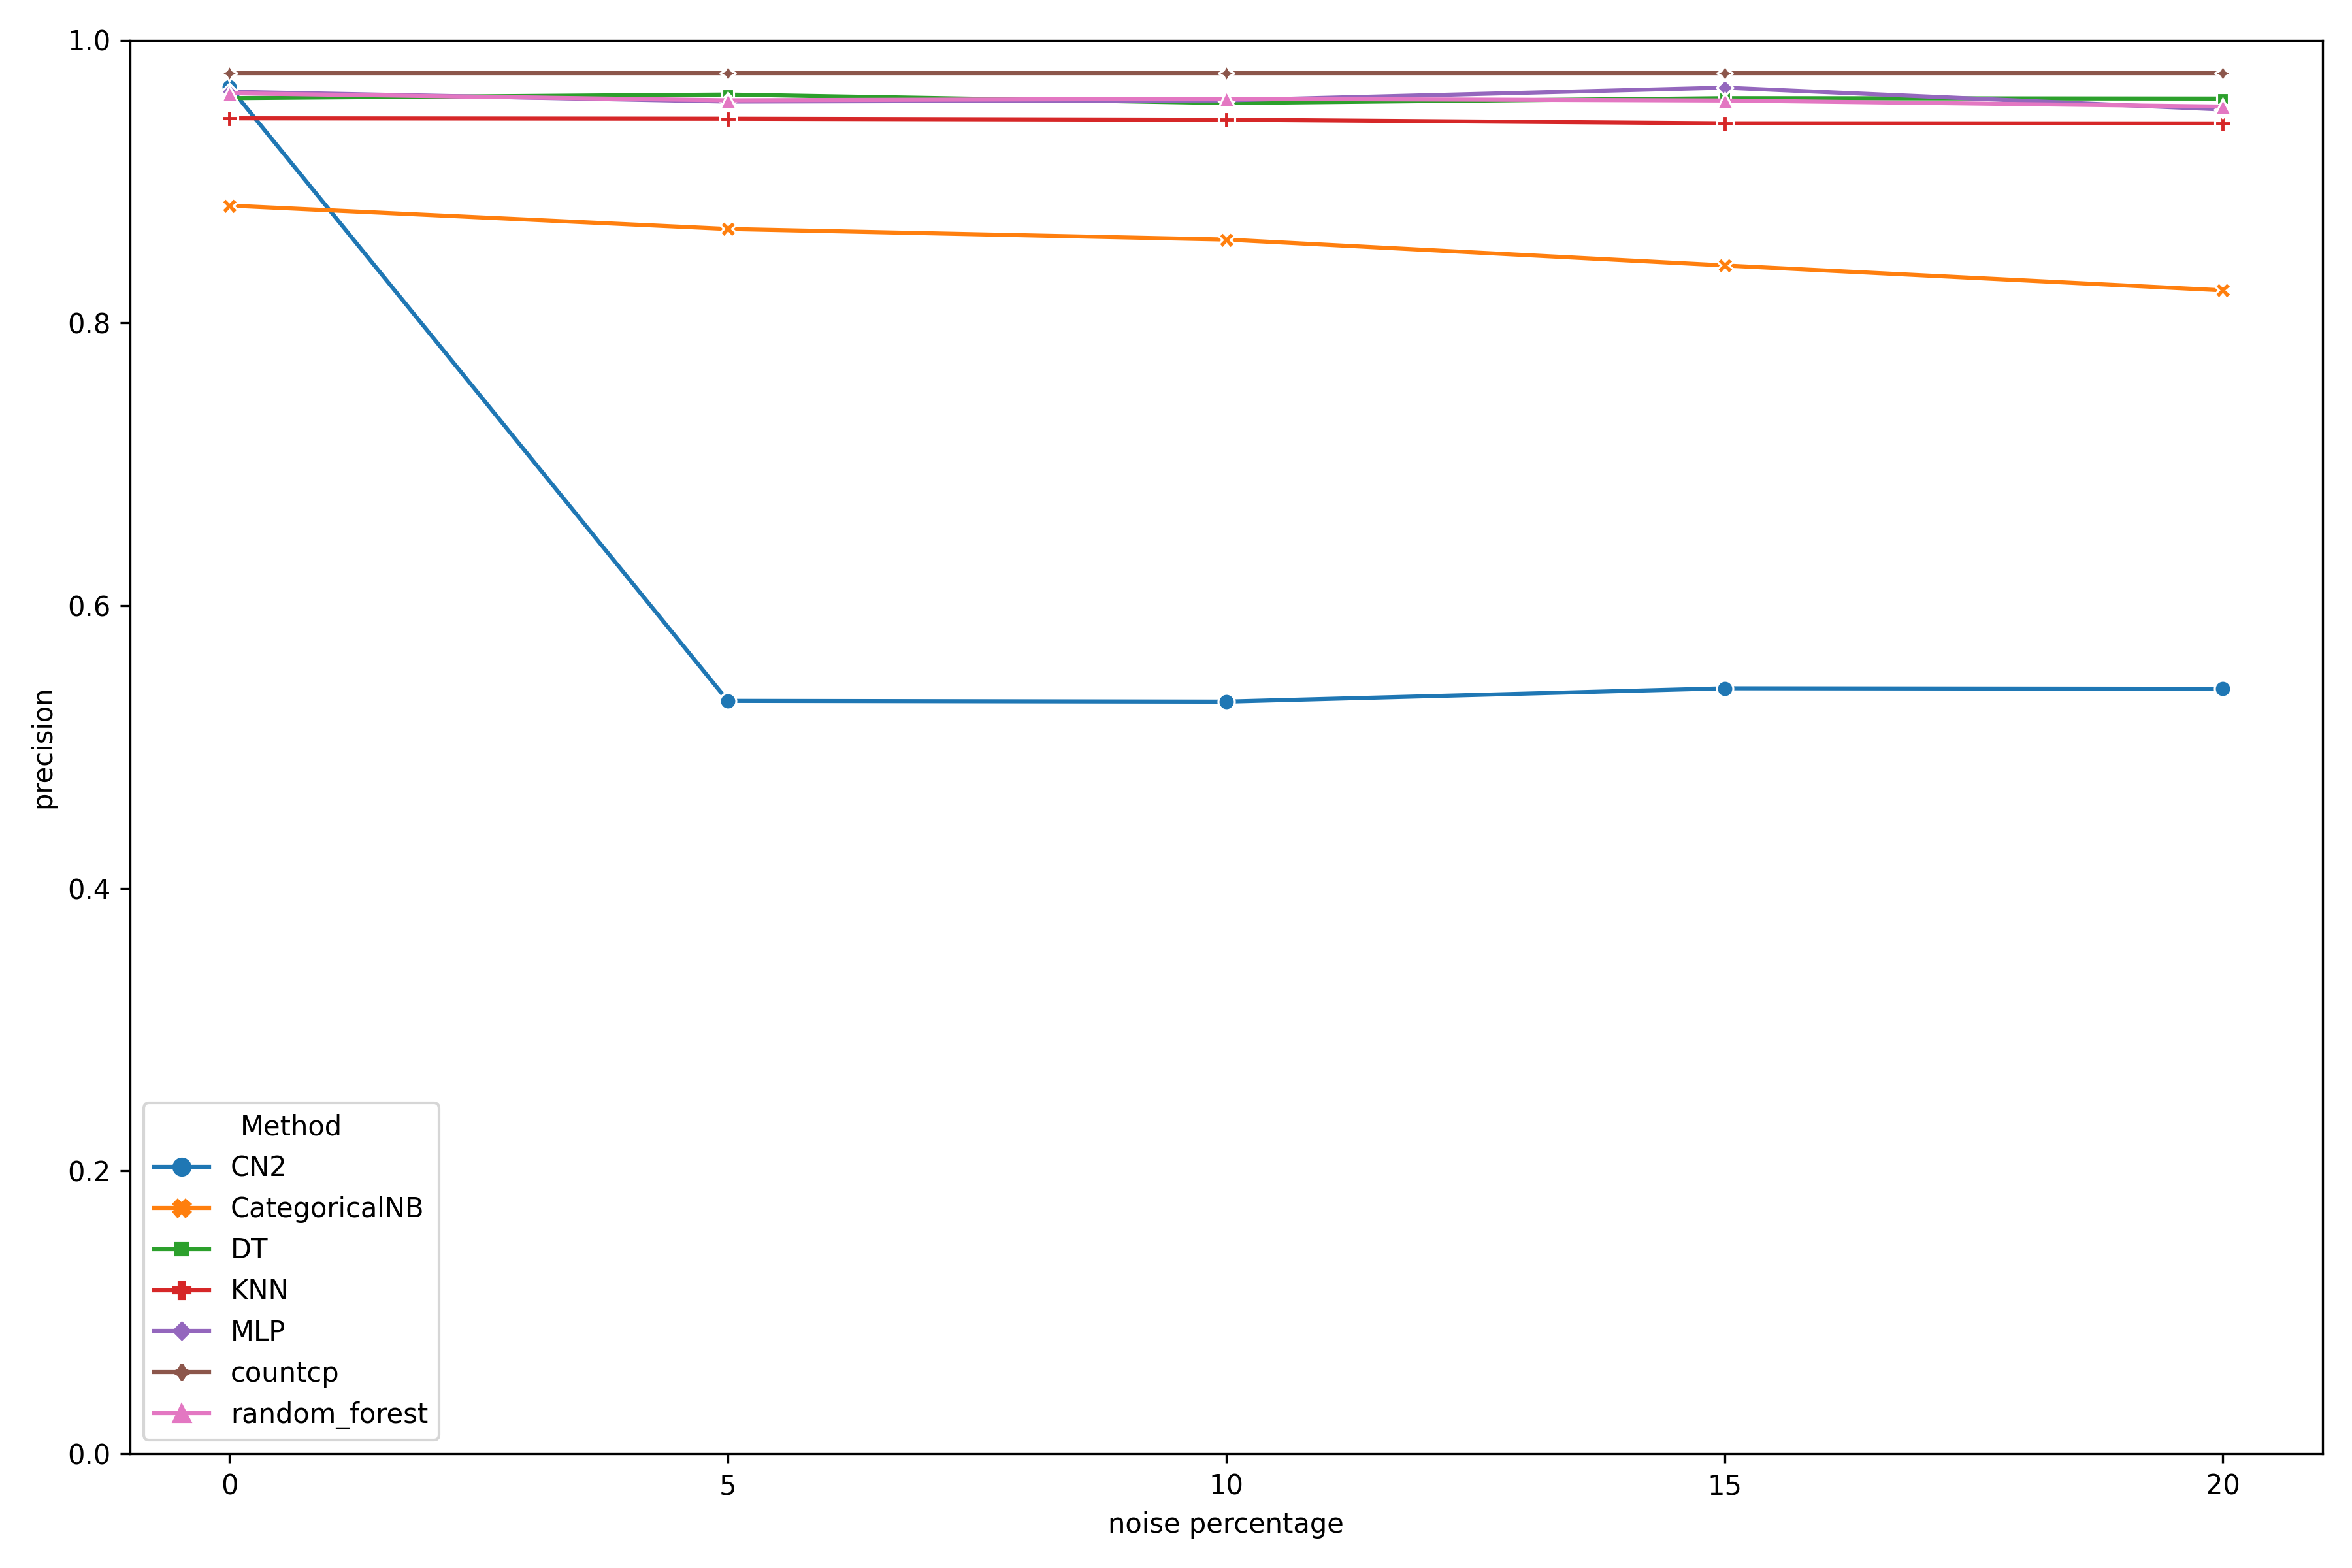 1.0
0.8
0.6
0.4
0.2
0.0
precision
Method
CN2
CategoricalNB
DT
KNN
MLP
countcp
random_forest
0 5 10 15 20
noise percentage